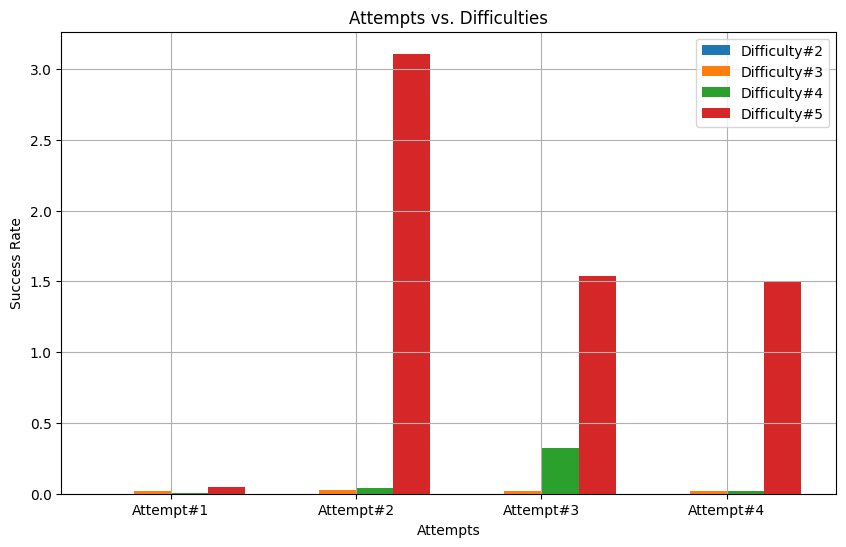 Attempts vs. Difficulties
Difficulty#2
Difficulty#3
Difficulty#4
Difficulty#5
Success Rate
3.0
2.5
2.0
1.5
1.0
0.5
0.0
Attempt#1 Attempt#2 Attempt#3 Attempt#4
Attempts